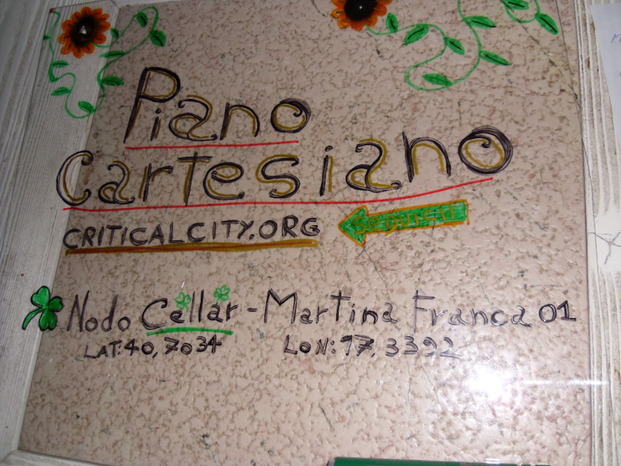 Piano
Cartesiano
CRITICALCITY.ORG
Nodo Cellar - Martina Franca 01
LAT: 40, 7034 LON: 17, 3392